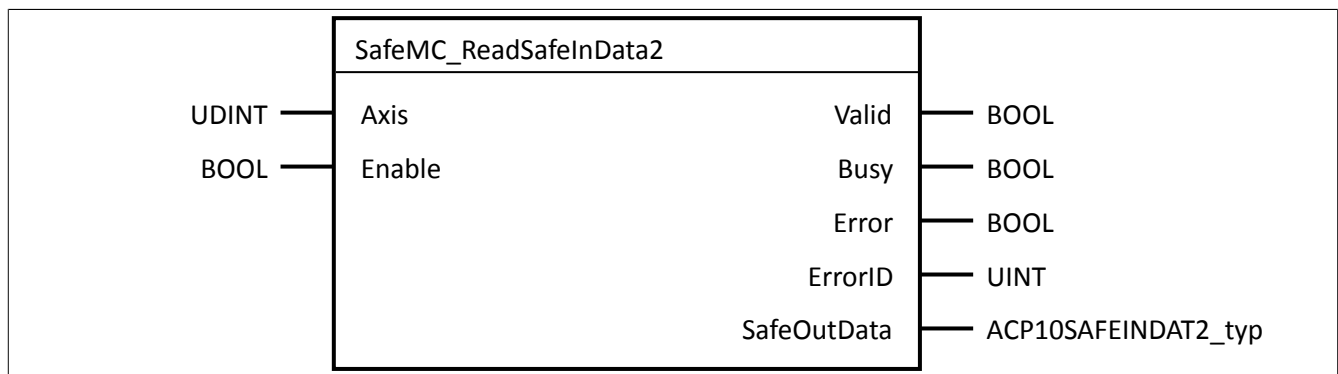 SafeMC_ReadSafeInData2
UDINT Axis Valid BOOL
BOOL Enable Busy BOOL
Error BOOL
ErrorID UINT
SafeOutData ACP10SAFEINDAT2_typ